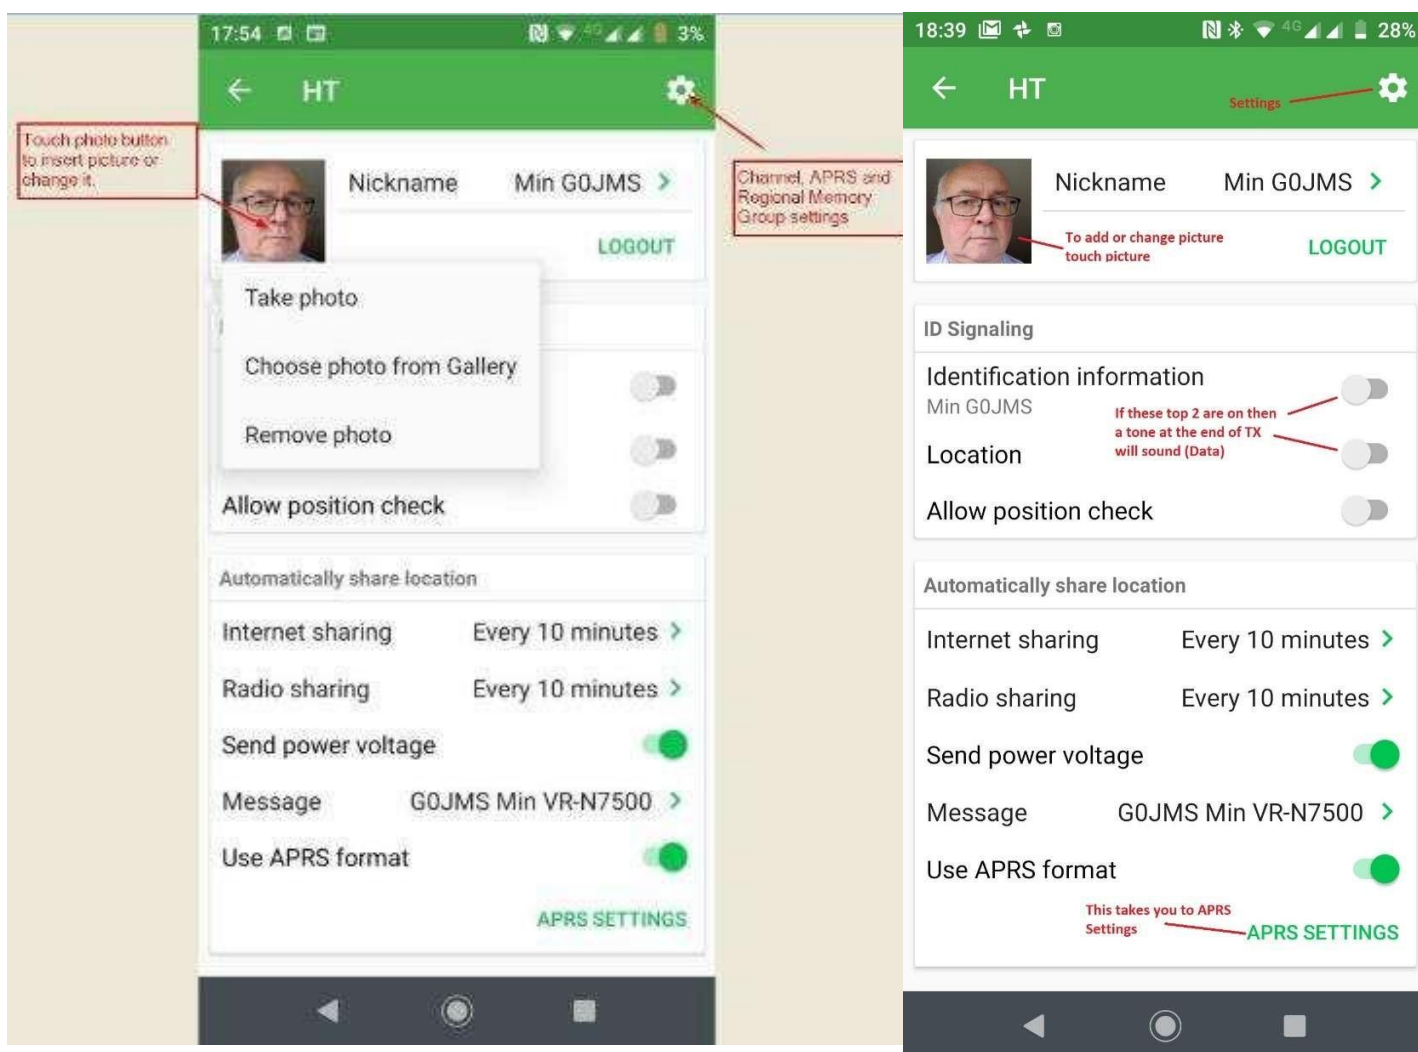 17:54
4G
3%
HT
Touch photo button
to insert picture or
change it.
Nickname
Min G0JMS
Channel, APRS and
Regional Memory
Group settings
LOGOUT
Take photo
Choose photo from Gallery
Remove photo
Allow position check
Automatically share location
Internet sharing
Every 10 minutes
Radio sharing
Every 10 minutes
Send power voltage
Message
G0JMS Min VR-N7500
Use APRS format
APRS SETTINGS
18:39
4G
28%
HT
Settings
Nickname
Min G0JMS
To add or change picture
touch picture
LOGOUT
ID Signaling
Identification information
Min G0JMS
If these top 2 are on then
a tone at the end of TX
will sound (Data)
Location
Allow position check
Automatically share location
Internet sharing
Every 10 minutes
Radio sharing
Every 10 minutes
Send power voltage
Message
G0JMS Min VR-N7500
Use APRS format
This takes you to APRS
Settings
APRS SETTINGS